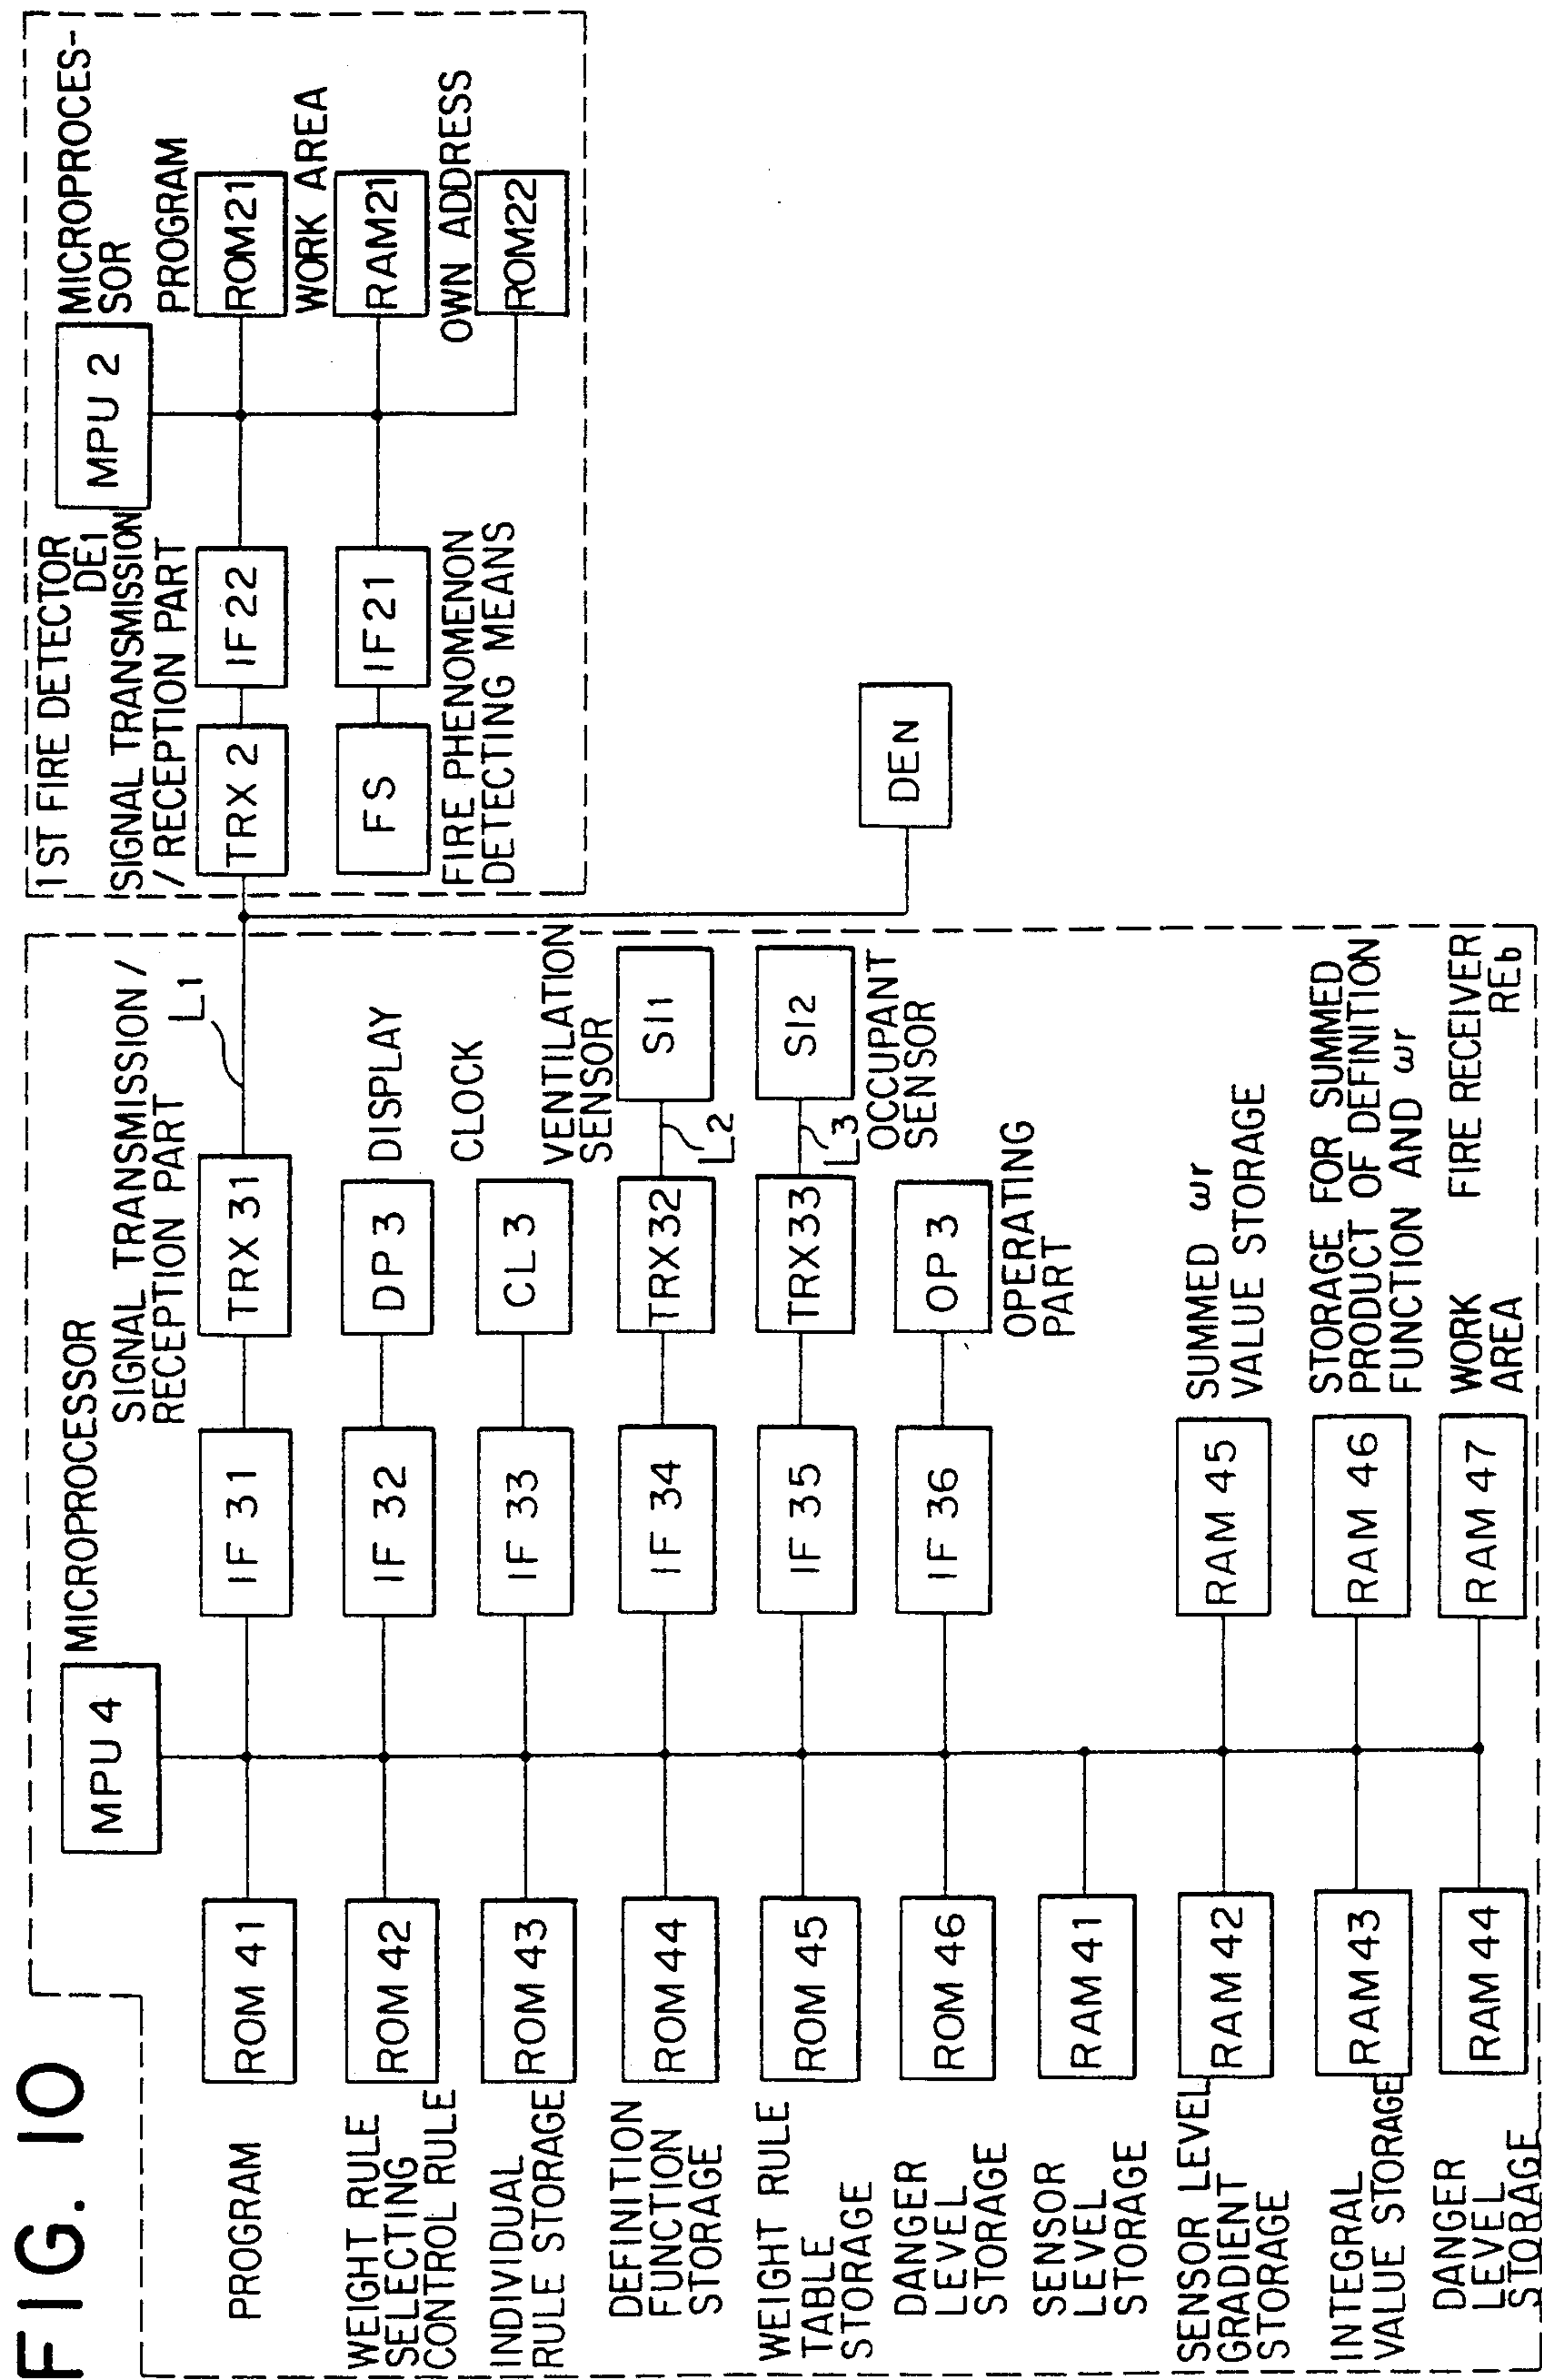 FIG. 10
MPU 4
MICROPROCESSOR
PROGRAM
ROM 41
IF 31
TRX 31
SIGNAL TRANSMISSION /
RECEPTION PART
L1
WEIGHT RULE
SELECTING
CONTROL RULE
ROM 42
IF 32
DP 3
DISPLAY
INDIVIDUAL
RULE STORAGE
ROM 43
IF 33
CL 3
CLOCK
DEFINITION
FUNCTION
STORAGE
ROM 44
IF 34
TRX32
L2
SI1
VENTILATION
SENSOR
WEIGHT RULE
TABLE
STORAGE
ROM 45
IF 35
TRX33
L3
SI2
OCCUPANT
SENSOR
DANGER
LEVEL
STORAGE
ROM 46
IF 36
OP 3
OPERATING
PART
SENSOR
LEVEL
STORAGE
RAM 41
SENSOR LEVEL
GRADIENT
STORAGE
RAM 42
RAM 45
SUMMED ωr
VALUE STORAGE
INTEGRAL
VALUE STORAGE
RAM 43
RAM 46
STORAGE FOR SUMMED
PRODUCT OF DEFINITION
FUNCTION AND ωr
DANGER
LEVEL
STORAGE
RAM 44
RAM 47
WORK
AREA
FIRE RECEIVER
REb
1ST FIRE DETECTOR
DE1
SIGNAL TRANSMISSION
/ RECEPTION PART
MPU 2
MICROPROCES-
SOR
TRX 2
IF 22
PROGRAM
ROM21
FS
IF21
WORK AREA
RAM21
FIRE PHENOMENON
DETECTING MEANS
OWN ADDRESS
ROM22
DEN